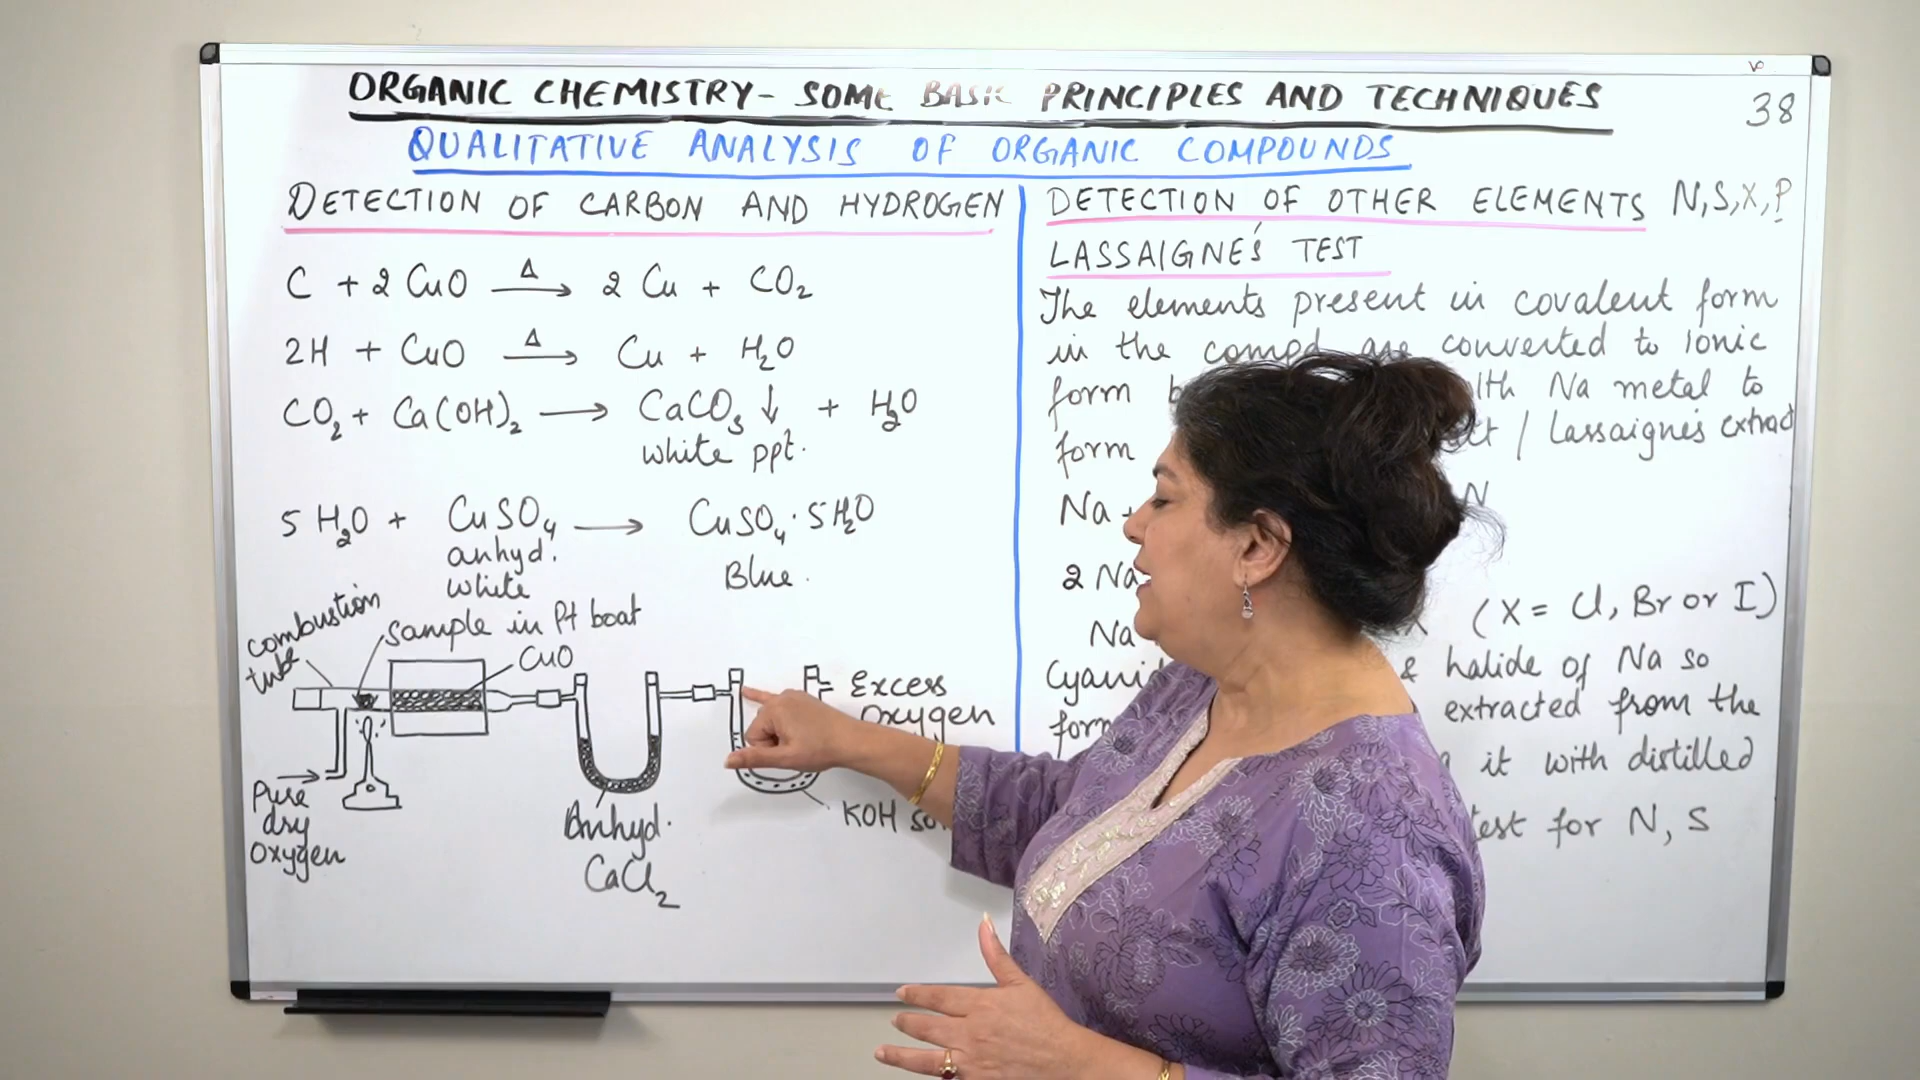 ORGANIC CHEMISTRY - SOME BASIC PRINCIPLES AND TECHNIQUES
38
QUALITATIVE ANALYSIS OF ORGANIC COMPOUNDS
DETECTION OF CARBON AND HYDROGEN
C + 2 CuO —Δ→ 2 Cu + CO₂
2H + CuO —Δ→ Cu + H₂O
CO₂ + Ca(OH)₂ → CaCO₃ ↓ + H₂O
white ppt.
5 H₂O + CuSO₄ → CuSO₄·5H₂O
anhyd.
white
Blue.
combustion
tube
Sample in Pt boat
CuO
Excess
Oxygen
Pure
dry
Oxygen
Anhyd.
CaCl₂
KOH
DETECTION OF OTHER ELEMENTS N,S,X,P
LASSAIGNE'S TEST
The elements present in covalent form
in the compd are converted to ionic
form Na metal to
form / Lassaigne's extract
Na + N
2 Na
Na X (X = Cl, Br or I)
& halide of Na so
extracted from the
it with distilled
test for N, S